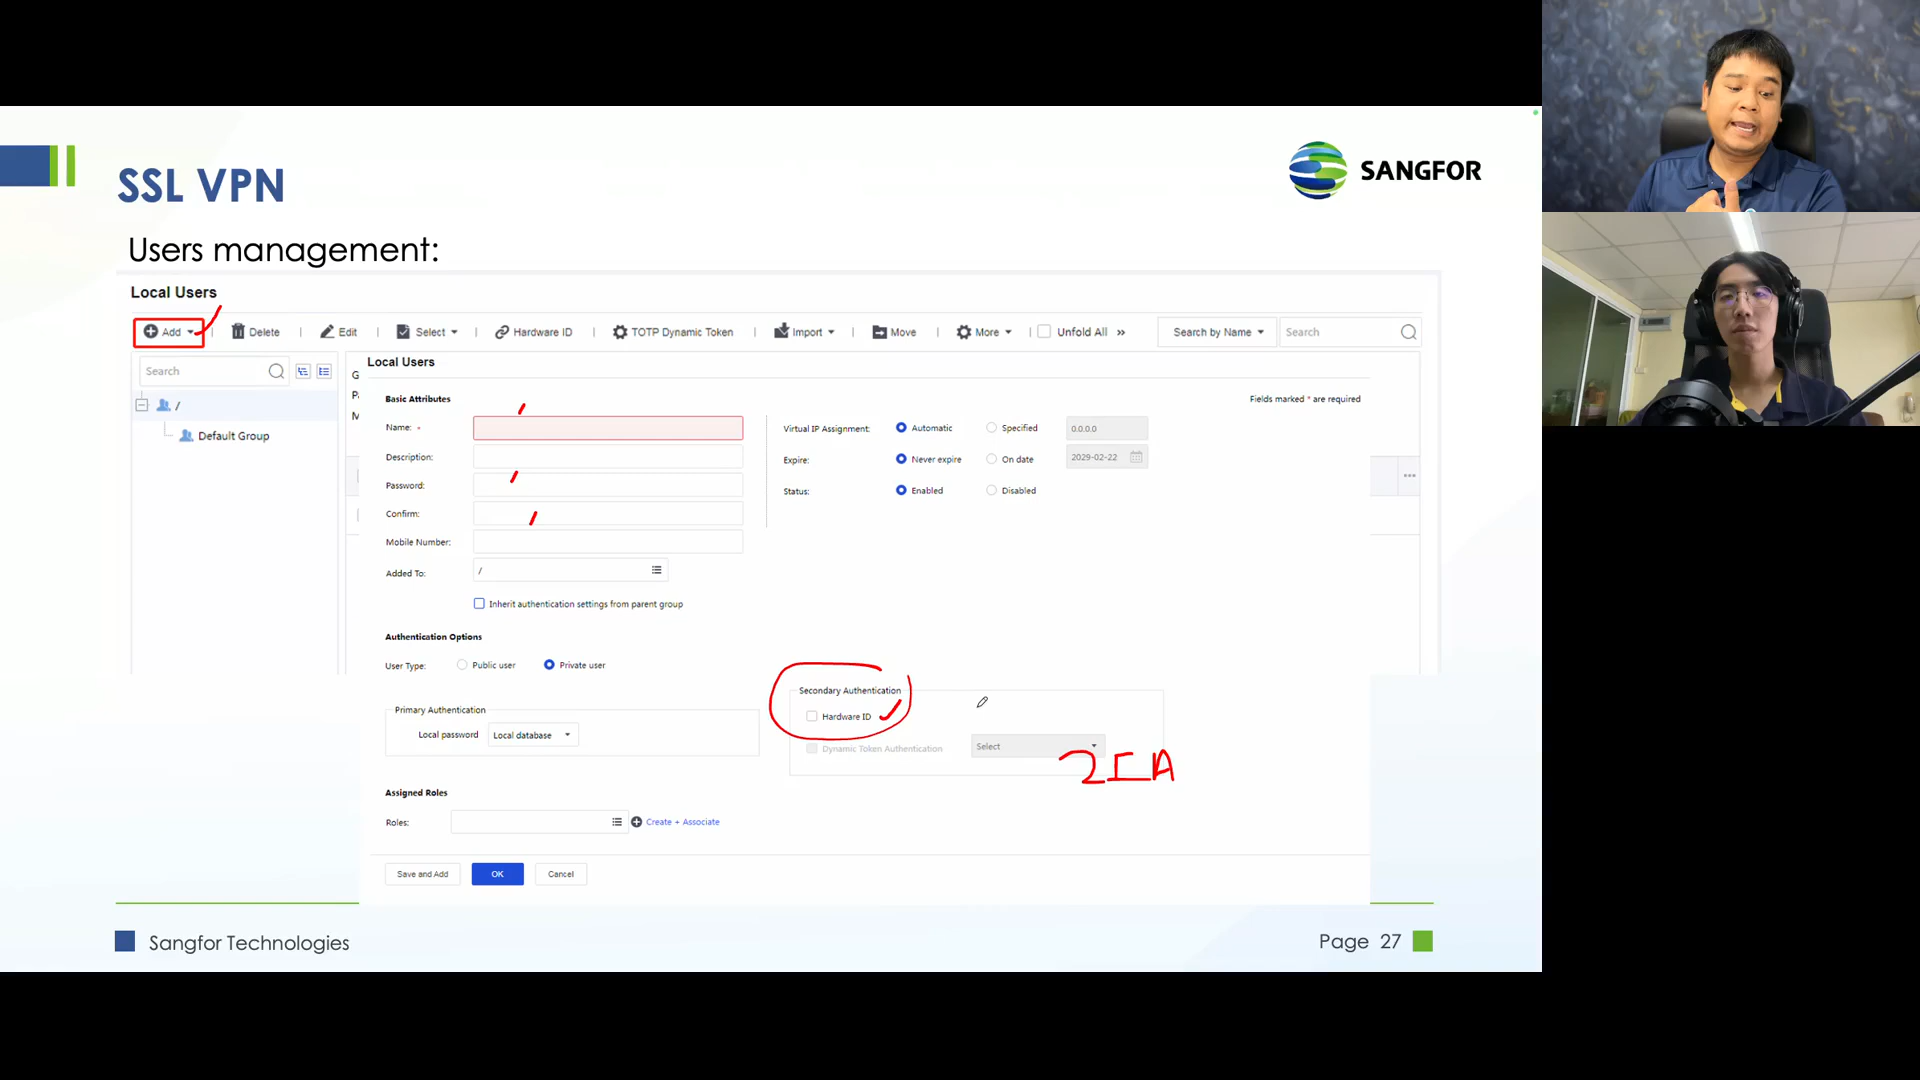 SSL VPN
SANGFOR
Users management:
Local Users
Add Delete Edit Select Hardware ID TOTP Dynamic Token Import Move More Unfold All » Search by Name Search
Search
/
Default Group
Local Users
Basic Attributes
Fields marked * are required
Name: *
Description:
Password:
Confirm:
Mobile Number:
Added To: /
Inherit authentication settings from parent group
Virtual IP Assignment: Automatic Specified 0.0.0.0
Expire: Never expire On date 2029-02-22
Status: Enabled Disabled
Authentication Options
User Type: Public user Private user
Primary Authentication
Local password Local database
Secondary Authentication
Hardware ID
Dynamic Token Authentication Select
Assigned Roles
Roles: Create + Associate
Save and Add OK Cancel
Sangfor Technologies
Page 27